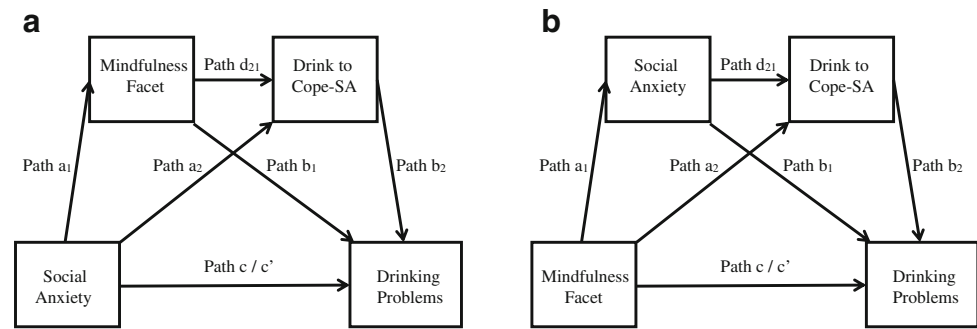 a
Mindfulness
Facet
Path d21
Drink to
Cope-SA
Path a1
Path a2
Path b1
Path b2
Social
Anxiety
Path c / c’
Drinking
Problems
b
Social
Anxiety
Path d21
Drink to
Cope-SA
Path a1
Path a2
Path b1
Path b2
Mindfulness
Facet
Path c / c’
Drinking
Problems